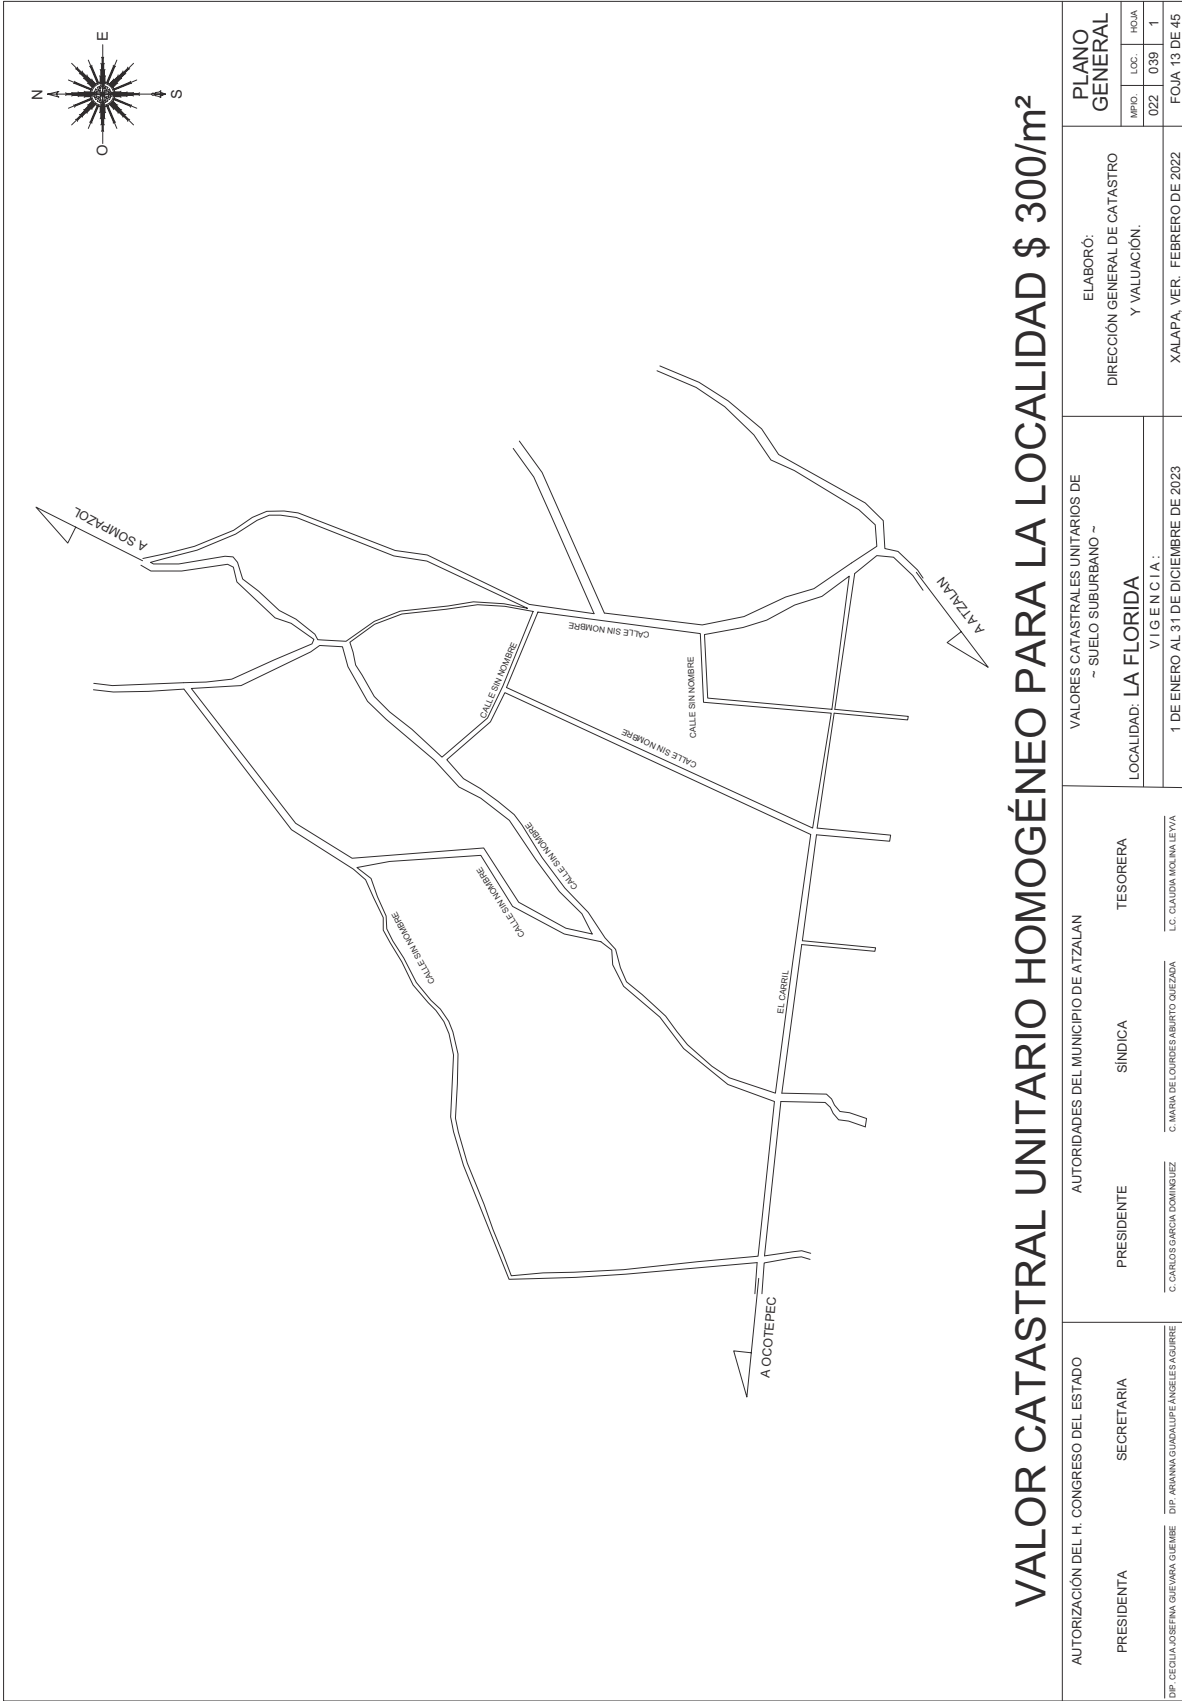 N
E
S
O
A SOMPAZOL
CALLE SIN NOMBRE
CALLE SIN NOMBRE
CALLE SIN NOMBRE
CALLE SIN NOMBRE
CALLE SIN NOMBRE
CALLE SIN NOMBRE
CALLE SIN NOMBRE
EL CARRIL
A OCOTEPEC
A ATZALAN
VALOR CATASTRAL UNITARIO HOMOGÉNEO PARA LA LOCALIDAD $ 300/m²
AUTORIZACIÓN DEL H. CONGRESO DEL ESTADO
PRESIDENTA
SECRETARIA
DIP. CECILIA JOSEFINA GUEVARA GUEMBE
DIP. ARIANNA GUADALUPE ÁNGELES AGUIRRE
AUTORIDADES DEL MUNICIPIO DE ATZALAN
PRESIDENTE
SÍNDICA
TESORERA
C. CARLOS GARCIA DOMINGUEZ
C. MARIA DE LOURDES ABURTO QUEZADA
L.C. CLAUDIA MOLINA LEYVA
VALORES CATASTRALES UNITARIOS DE
~ SUELO SUBURBANO ~
LOCALIDAD: LA FLORIDA
V I G E N C I A :
1 DE ENERO AL 31 DE DICIEMBRE DE 2023
ELABORÓ:
DIRECCIÓN GENERAL DE CATASTRO
Y VALUACIÓN.
XALAPA, VER. FEBRERO DE 2022
PLANO
GENERAL
MPIO. LOC. HOJA
022 039 1
FOJA 13 DE 45